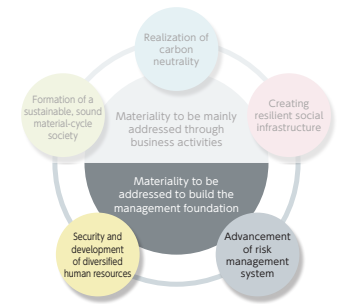 Realization of
carbon
neutrality
Formation of a
sustainable, sound
material-cycle
society
Materiality to be mainly
addressed through
business activities
Creating
resilient social
infrastructure
Materiality to be
addressed to build the
management foundation
Security and
development
of diversified
human resources
Advancement
of risk
management
system